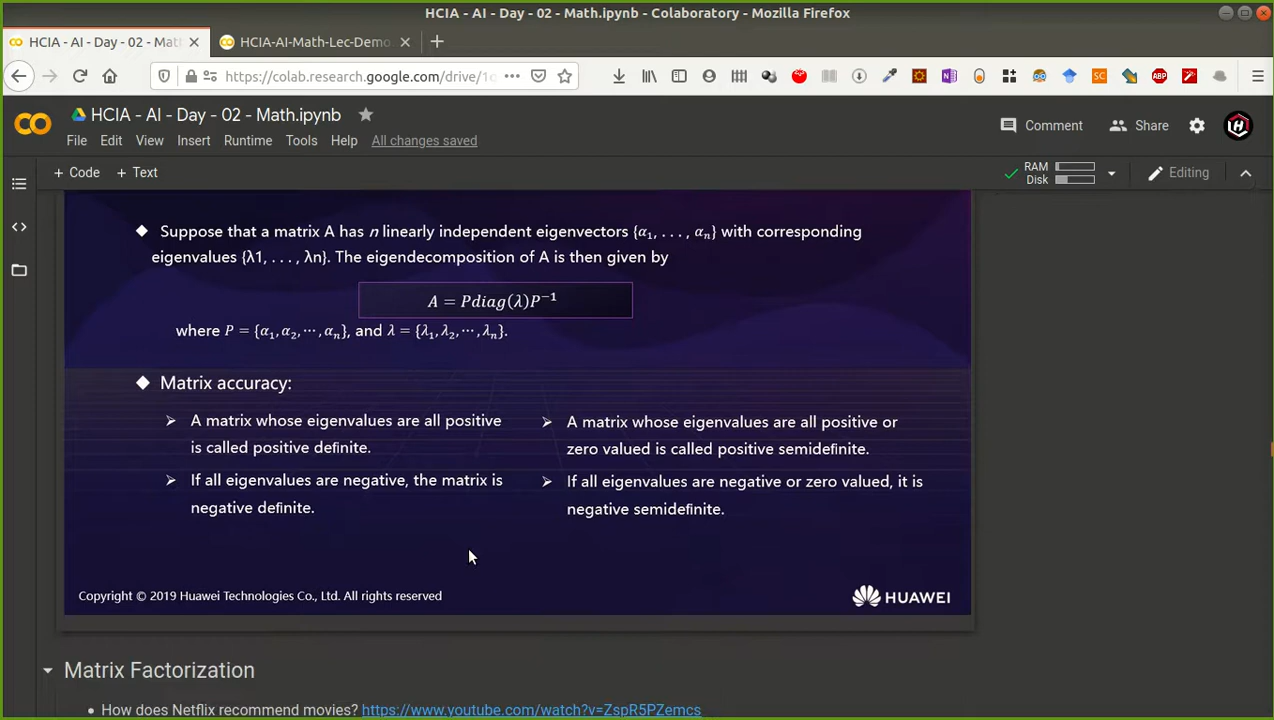 HCIA - AI - Day - 02 - Math.ipynb - Colaboratory - Mozilla Firefox
HCIA - AI - Day - 02 - Mat
HCIA-AI-Math-Lec-Demo
https://colab.research.google.com/drive/1
HCIA - AI - Day - 02 - Math.ipynb
Comment
Share
File Edit View Insert Runtime Tools Help All changes saved
+ Code + Text
RAM
Disk
Editing
Suppose that a matrix A has n linearly independent eigenvectors {α₁, . . . , αₙ} with corresponding
eigenvalues {λ1, . . . , λn}. The eigendecomposition of A is then given by
A = Pdiag(λ)P⁻¹
where P = {α₁, α₂, ⋯, αₙ}, and λ = {λ₁, λ₂, ⋯, λₙ}.
Matrix accuracy:
A matrix whose eigenvalues are all positive
is called positive definite.
If all eigenvalues are negative, the matrix is
negative definite.
A matrix whose eigenvalues are all positive or
zero valued is called positive semidefinite.
If all eigenvalues are negative or zero valued, it is
negative semidefinite.
Copyright © 2019 Huawei Technologies Co., Ltd. All rights reserved
HUAWEI
Matrix Factorization
How does Netflix recommend movies? https://www.youtube.com/watch?v=ZspR5PZemcs